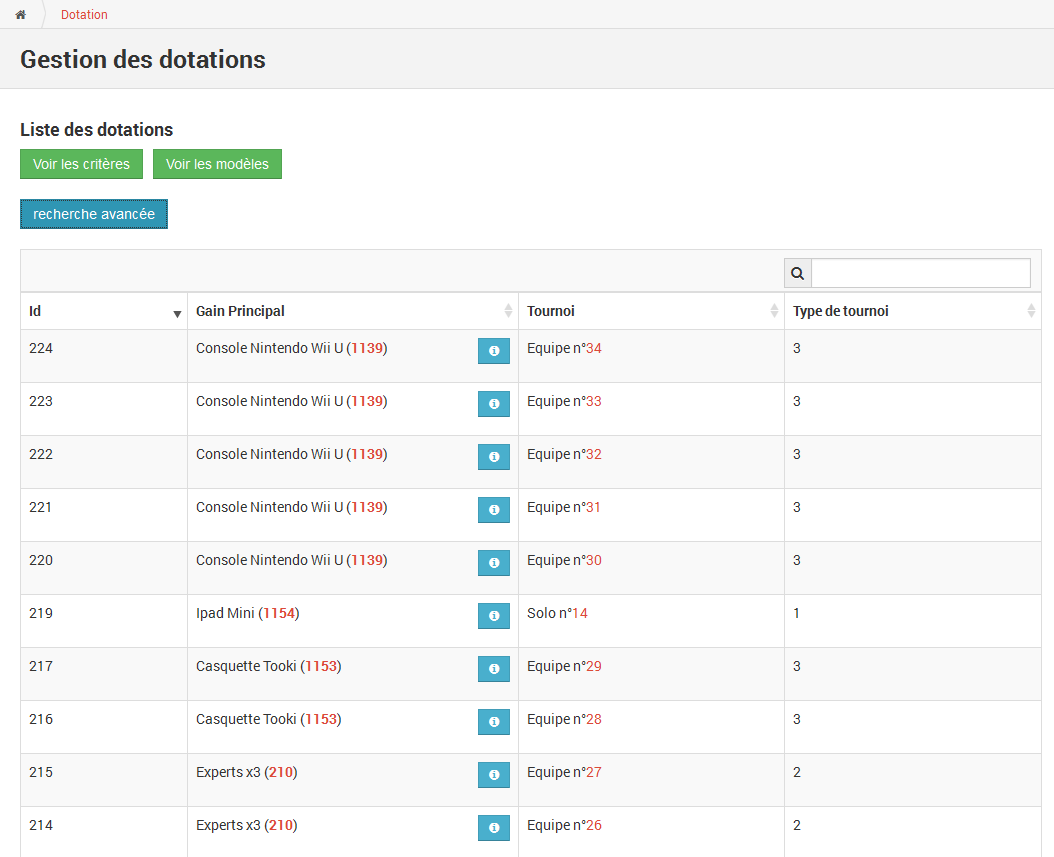 Dotation
Gestion des dotations
Liste des dotations
Voir les critères Voir les modèles
recherche avancée
Id Gain Principal Tournoi Type de tournoi
224 Console Nintendo Wii U (1139) Equipe n°34 3
223 Console Nintendo Wii U (1139) Equipe n°33 3
222 Console Nintendo Wii U (1139) Equipe n°32 3
221 Console Nintendo Wii U (1139) Equipe n°31 3
220 Console Nintendo Wii U (1139) Equipe n°30 3
219 Ipad Mini (1154) Solo n°14 1
217 Casquette Tooki (1153) Equipe n°29 3
216 Casquette Tooki (1153) Equipe n°28 3
215 Experts x3 (210) Equipe n°27 2
214 Experts x3 (210) Equipe n°26 2